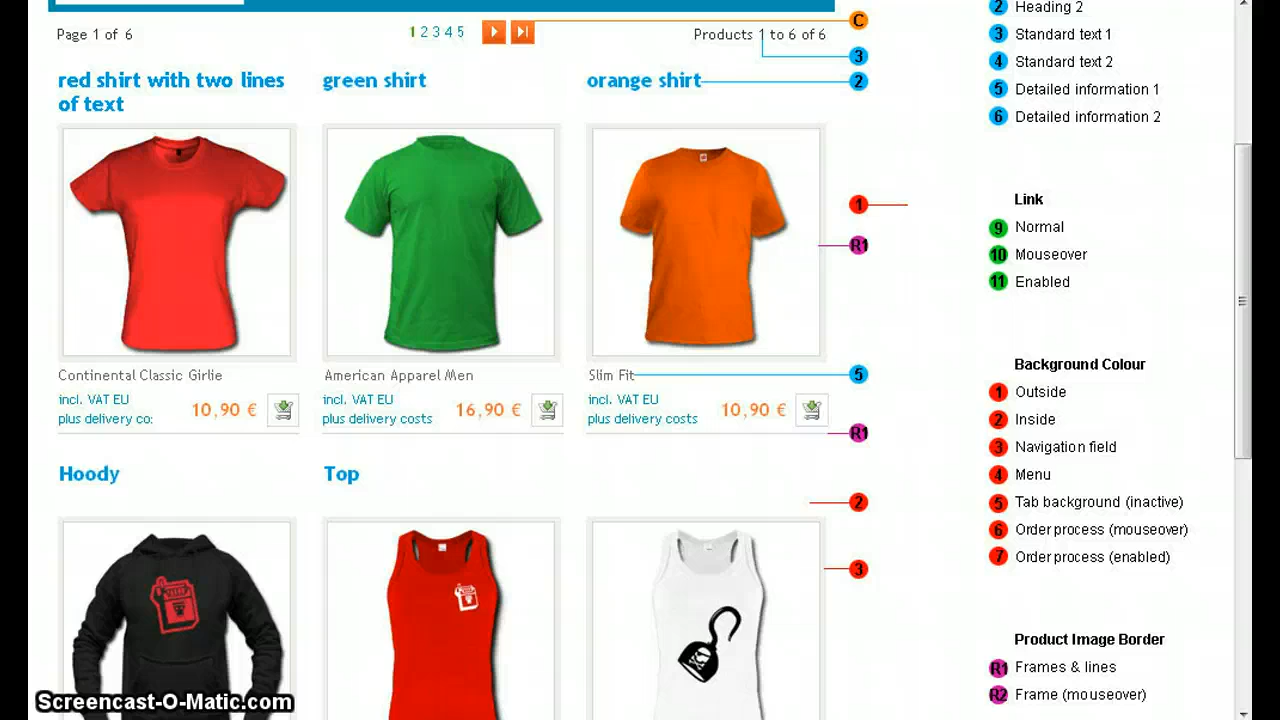 Page 1 of 6
1 2 3 4 5
C
Products 1 to 6 of 6
3
red shirt with two lines
of text
green shirt
orange shirt
2
1
R1
Continental Classic Girlie
American Apparel Men
Slim Fit
5
incl. VAT EU
plus delivery co:
10,90 €
incl. VAT EU
plus delivery costs
16,90 €
incl. VAT EU
plus delivery costs
10,90 €
R1
Hoody
Top
2
3
2 Heading 2
3 Standard text 1
4 Standard text 2
5 Detailed information 1
6 Detailed information 2
Link
9 Normal
10 Mouseover
11 Enabled
Background Colour
1 Outside
2 Inside
3 Navigation field
4 Menu
5 Tab background (inactive)
6 Order process (mouseover)
7 Order process (enabled)
Product Image Border
R1 Frames & lines
R2 Frame (mouseover)
Screencast-O-Matic.com